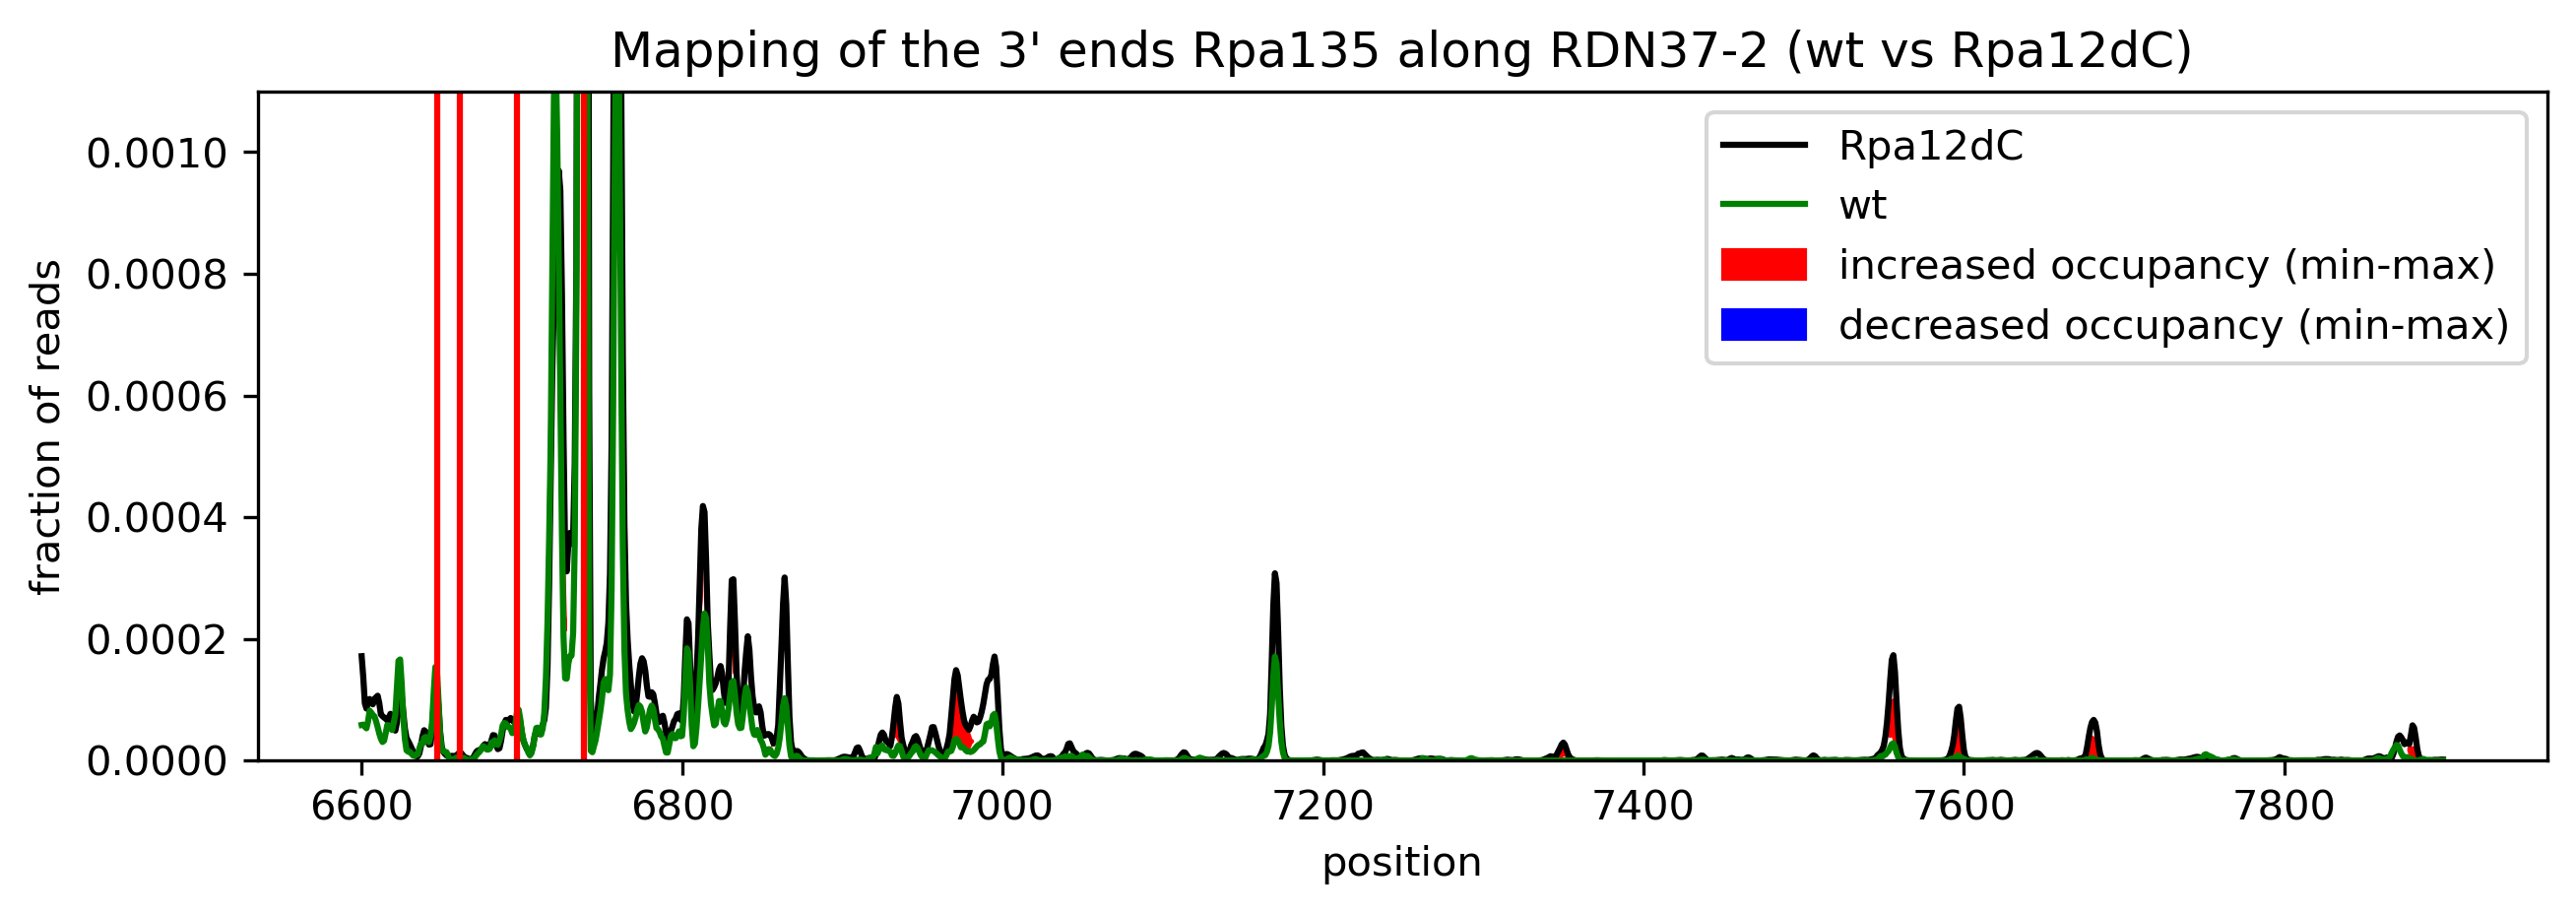 Mapping of the 3' ends Rpa135 along RDN37-2 (wt vs Rpa12dC)
Rpa12dC
wt
increased occupancy (min-max)
decreased occupancy (min-max)
fraction of reads
0.0010
0.0008
0.0006
0.0004
0.0002
0.0000
6600 6800 7000 7200 7400 7600 7800
position